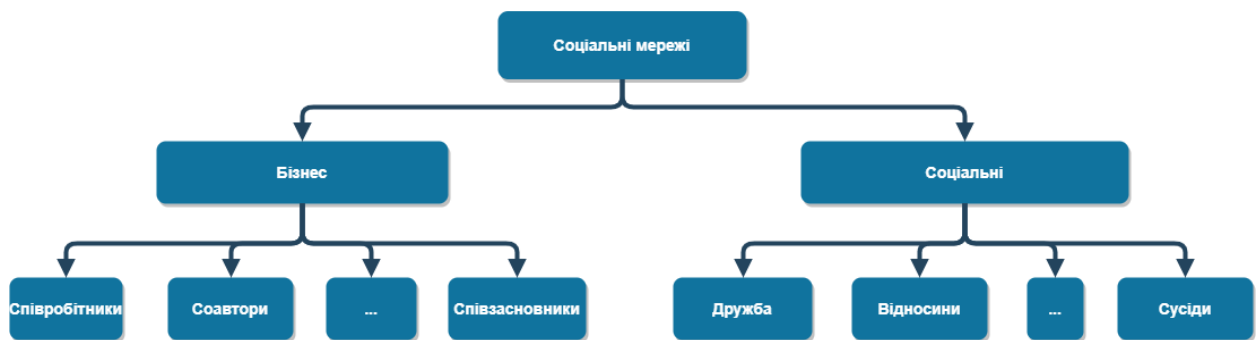 Соціальні мережі
Бізнес
Соціальні
Співробітники
Соавтори
...
Співзасновники
Дружба
Відносини
...
Сусіди